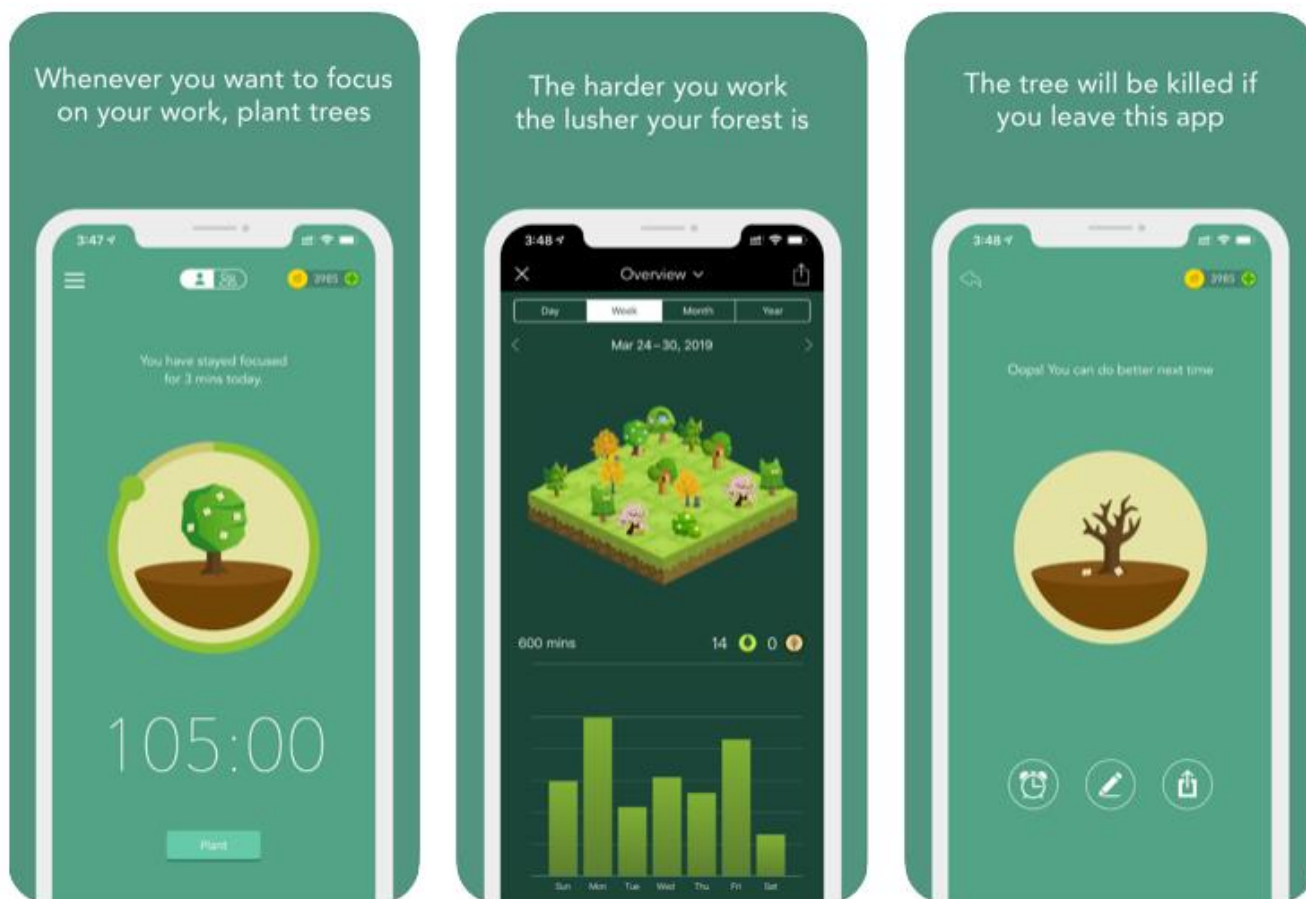 Whenever you want to focus
on your work, plant trees
3:47
3985
You have stayed focused
for 3 mins today.
105:00
Plant
The harder you work
the lusher your forest is
3:48
Overview
Day Week Month Year
Mar 24–30, 2019
600 mins 14 0
Sun Mon Tue Wed Thu Fri Sat
The tree will be killed if
you leave this app
3:48
3985
Oops! You can do better next time